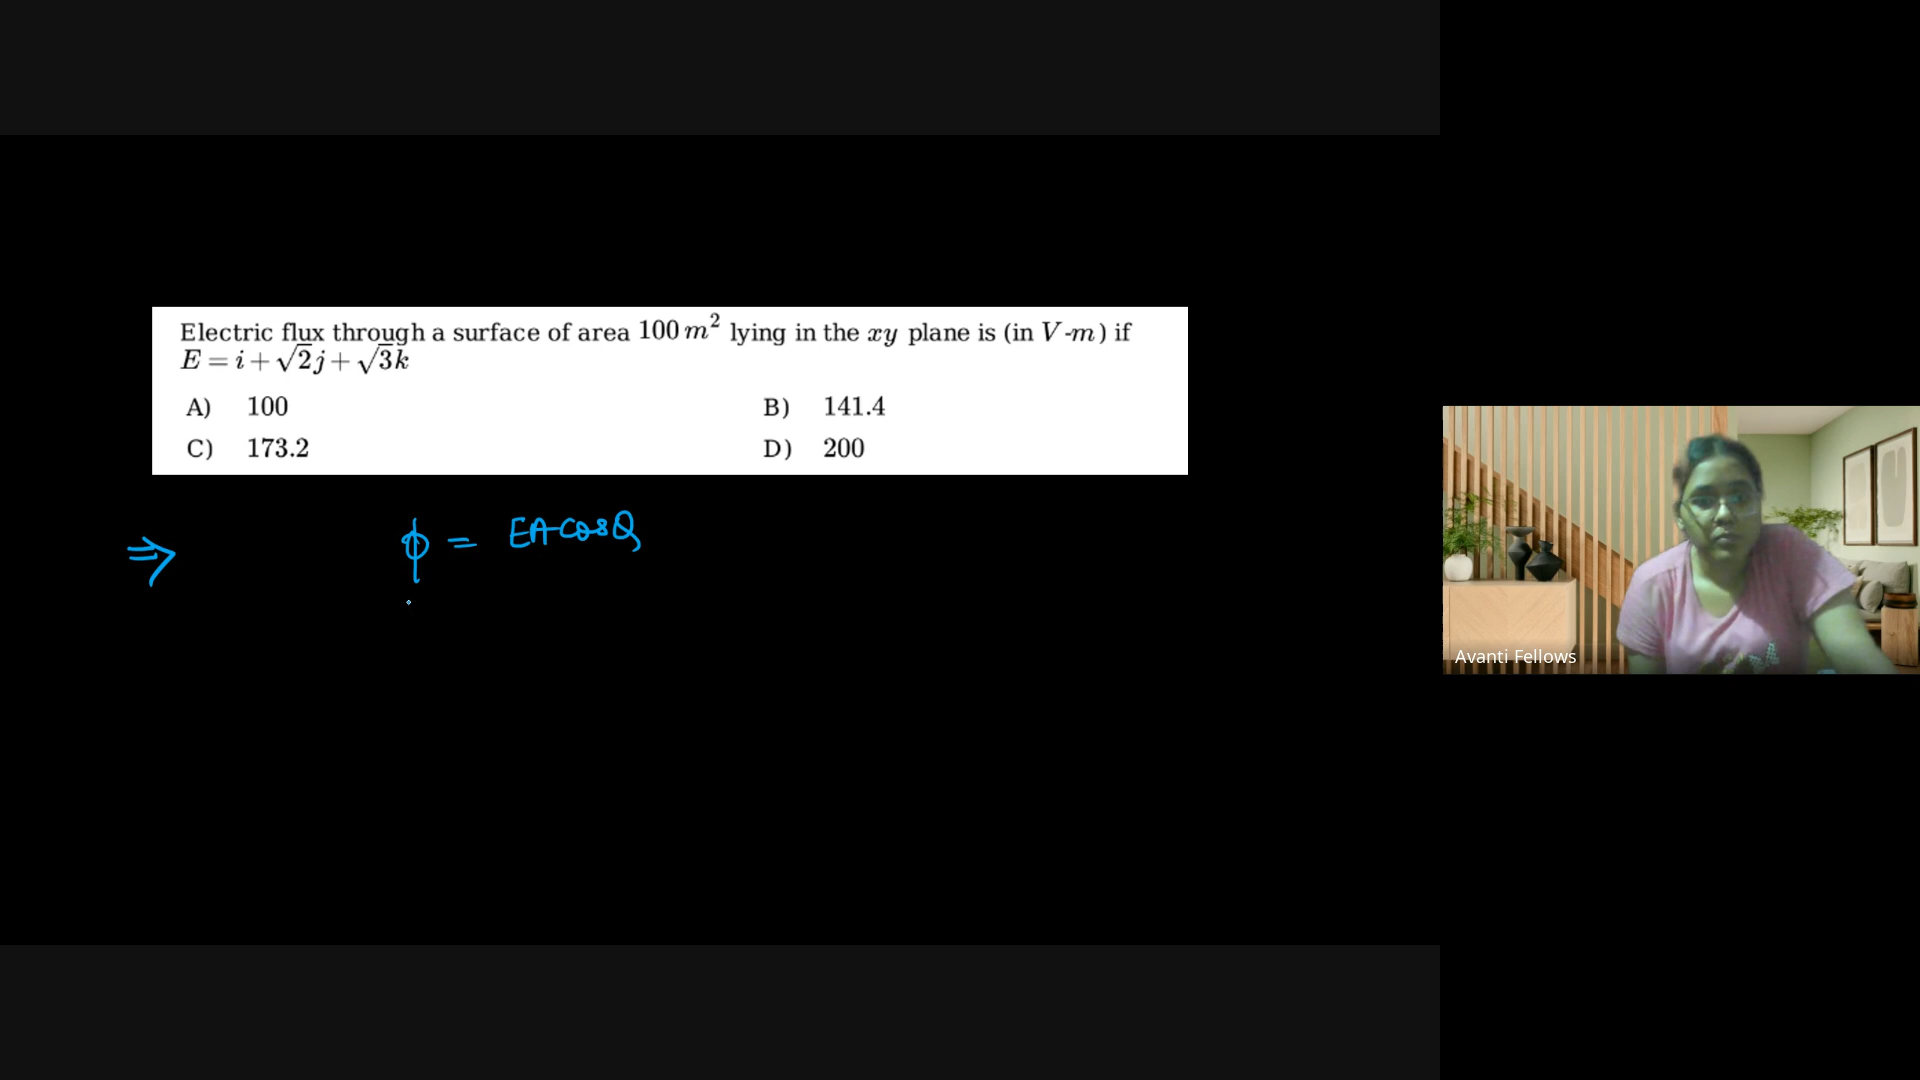 Electric flux through a surface of area 100 m² lying in the xy plane is (in V-m) if
E = i + √2j + √3k
A) 100 B) 141.4
C) 173.2 D) 200
⇒ ϕ = EA cosθ
Avanti Fellows